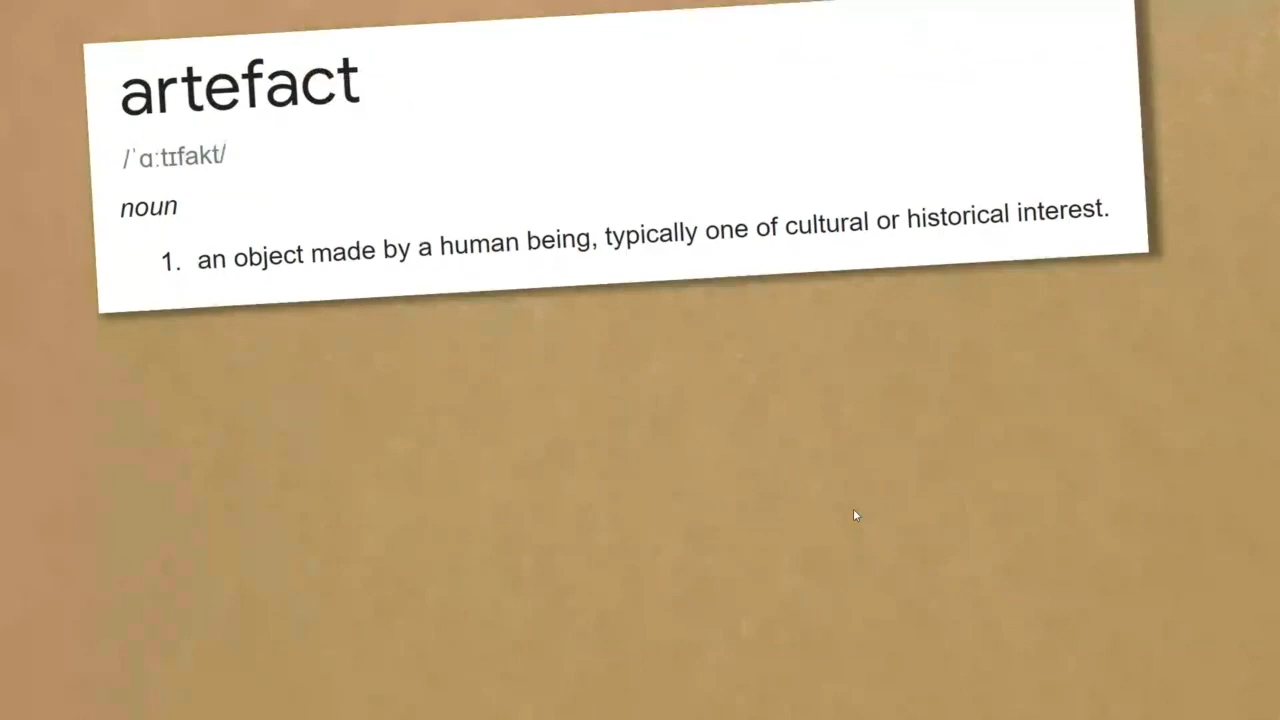 artefact
/ˈɑːtɪfakt/
noun
1. an object made by a human being, typically one of cultural or historical interest.